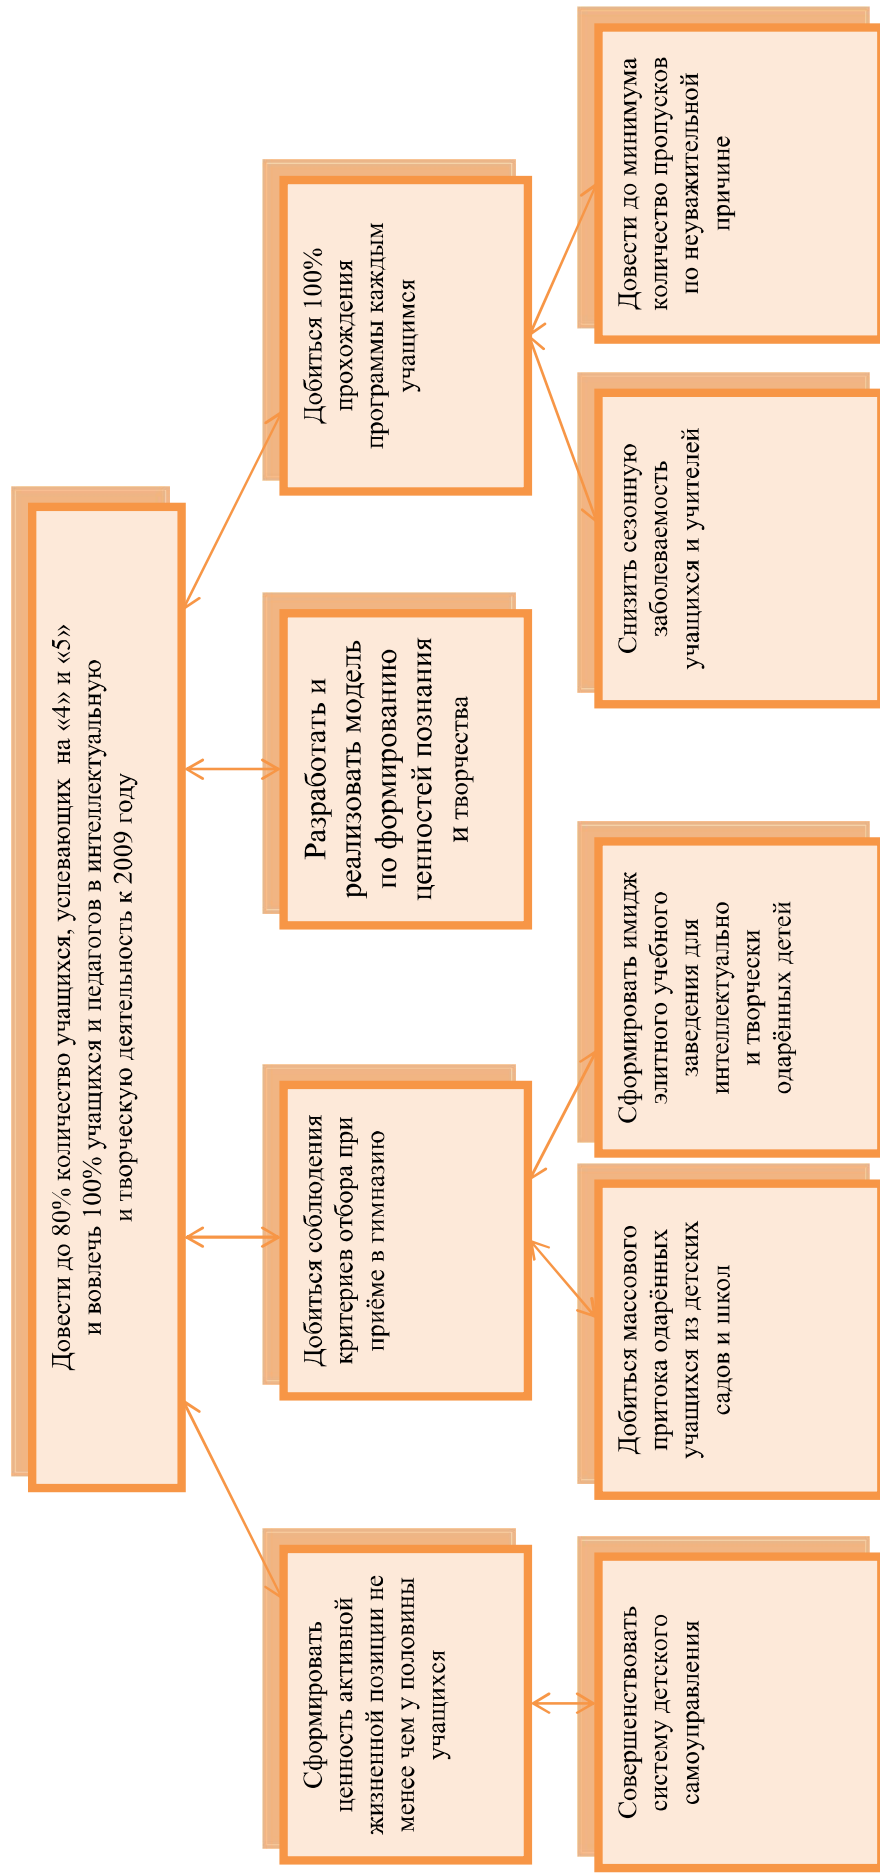 Довести до 80% количество учащихся, успевающих на «4» и «5»
и вовлечь 100% учащихся и педагогов в интеллектуальную
и творческую деятельность к 2009 году
Сформировать
ценность активной
жизненной позиции не
менее чем у половины
учащихся
Добиться соблюдения
критериев отбора при
приёме в гимназию
Разработать и
реализовать модель
по формированию
ценностей познания
и творчества
Добиться 100%
прохождения
программы каждым
учащимся
Совершенствовать
систему детского
самоуправления
Добиться массового
притока одарённых
учащихся из детских
садов и школ
Сформировать имидж
элитного учебного
заведения для
интеллектуально
и творчески
одарённых детей
Снизить сезонную
заболеваемость
учащихся и учителей
Довести до минимума
количество пропусков
по неуважительной
причине